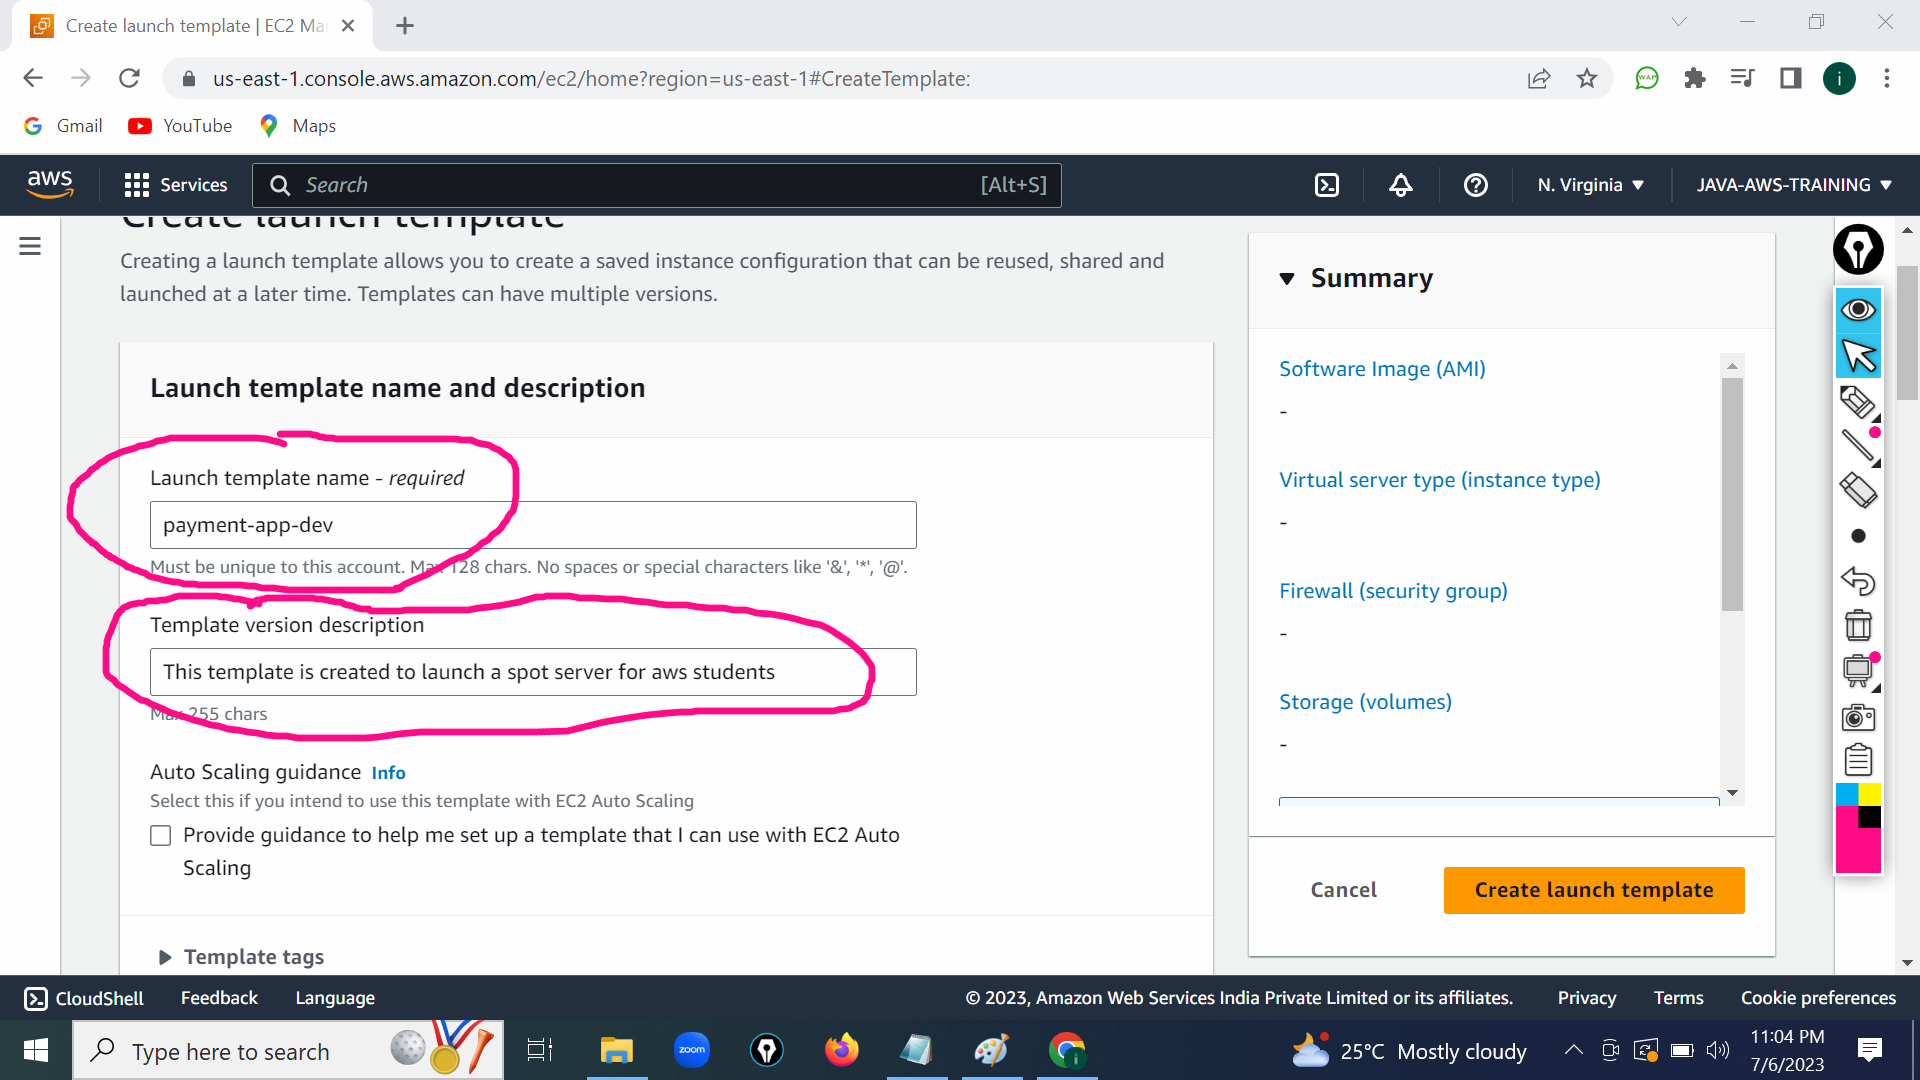 Create launch template | EC2 Ma
us-east-1.console.aws.amazon.com/ec2/home?region=us-east-1#CreateTemplate:
WAP
i
Gmail
YouTube
Maps
aws
Services
Search
[Alt+S]
N. Virginia
JAVA-AWS-TRAINING
Create launch template
Creating a launch template allows you to create a saved instance configuration that can be reused, shared and
launched at a later time. Templates can have multiple versions.
Launch template name and description
Launch template name - required
payment-app-dev
Must be unique to this account. Max 128 chars. No spaces or special characters like '&', '*', '@'.
Template version description
This template is created to launch a spot server for aws students
Max 255 chars
Auto Scaling guidance Info
Select this if you intend to use this template with EC2 Auto Scaling
Provide guidance to help me set up a template that I can use with EC2 Auto
Scaling
Template tags
Summary
Software Image (AMI)
-
Virtual server type (instance type)
-
Firewall (security group)
-
Storage (volumes)
-
Cancel
Create launch template
CloudShell
Feedback
Language
© 2023, Amazon Web Services India Private Limited or its affiliates.
Privacy
Terms
Cookie preferences
Type here to search
zoom
i
25°C Mostly cloudy
11:04 PM
7/6/2023